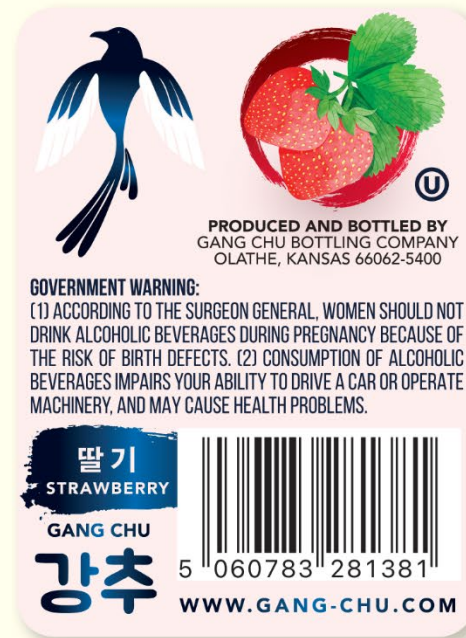 U
PRODUCED AND BOTTLED BY
GANG CHU BOTTLING COMPANY
OLATHE, KANSAS 66062-5400
GOVERNMENT WARNING:
(1) ACCORDING TO THE SURGEON GENERAL, WOMEN SHOULD NOT
DRINK ALCOHOLIC BEVERAGES DURING PREGNANCY BECAUSE OF
THE RISK OF BIRTH DEFECTS. (2) CONSUMPTION OF ALCOHOLIC
BEVERAGES IMPAIRS YOUR ABILITY TO DRIVE A CAR OR OPERATE
MACHINERY, AND MAY CAUSE HEALTH PROBLEMS.
딸기
STRAWBERRY
GANG CHU
강추
5 060783 281381
WWW.GANG-CHU.COM